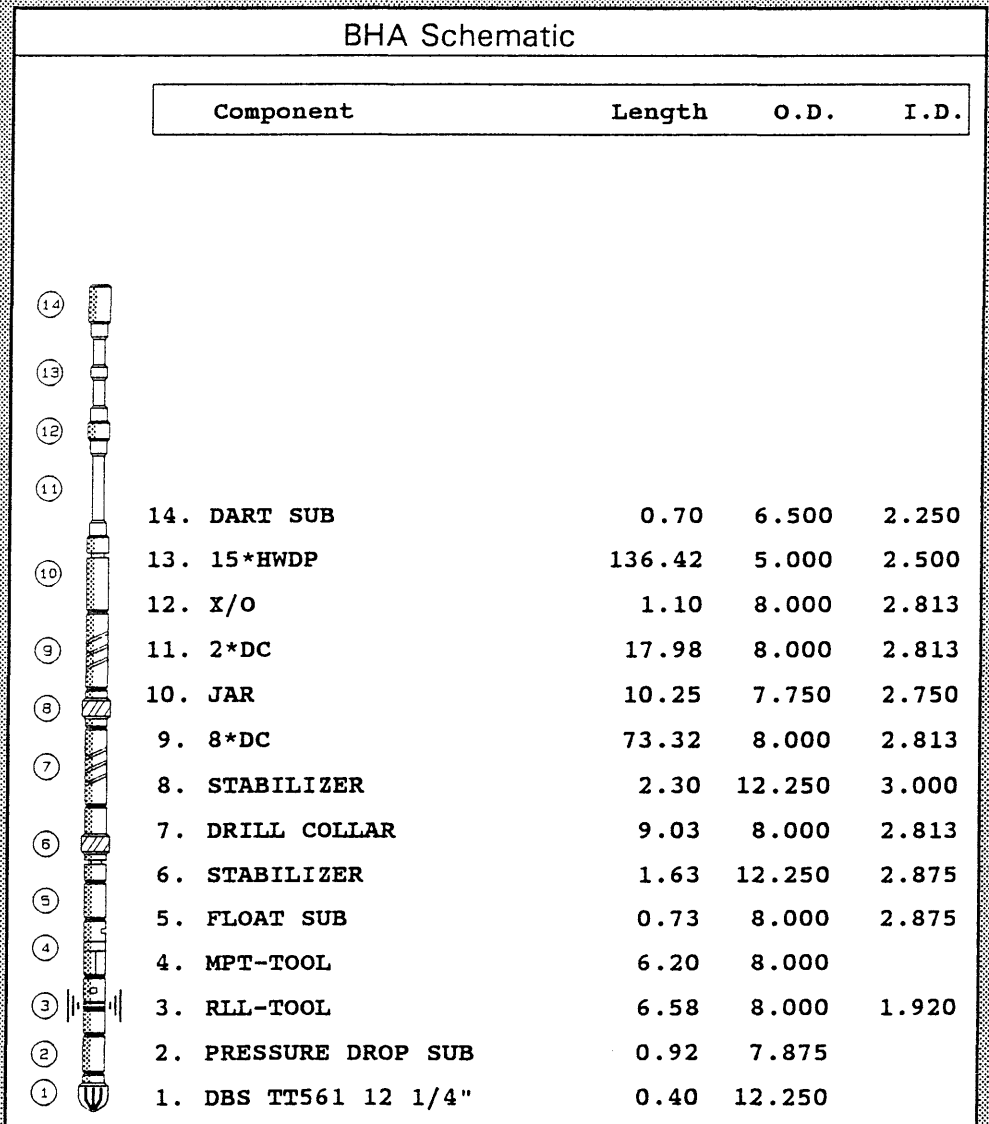 BHA Schematic
Component Length O.D. I.D.
14
13
12
11
14. DART SUB 0.70 6.500 2.250
13. 15*HWDP 136.42 5.000 2.500
10
12. X/O 1.10 8.000 2.813
9
11. 2*DC 17.98 8.000 2.813
10. JAR 10.25 7.750 2.750
8
9. 8*DC 73.32 8.000 2.813
7
8. STABILIZER 2.30 12.250 3.000
7. DRILL COLLAR 9.03 8.000 2.813
6
6. STABILIZER 1.63 12.250 2.875
5
5. FLOAT SUB 0.73 8.000 2.875
4
4. MPT-TOOL 6.20 8.000
3
3. RLL-TOOL 6.58 8.000 1.920
2
2. PRESSURE DROP SUB 0.92 7.875
1
1. DBS TT561 12 1/4" 0.40 12.250